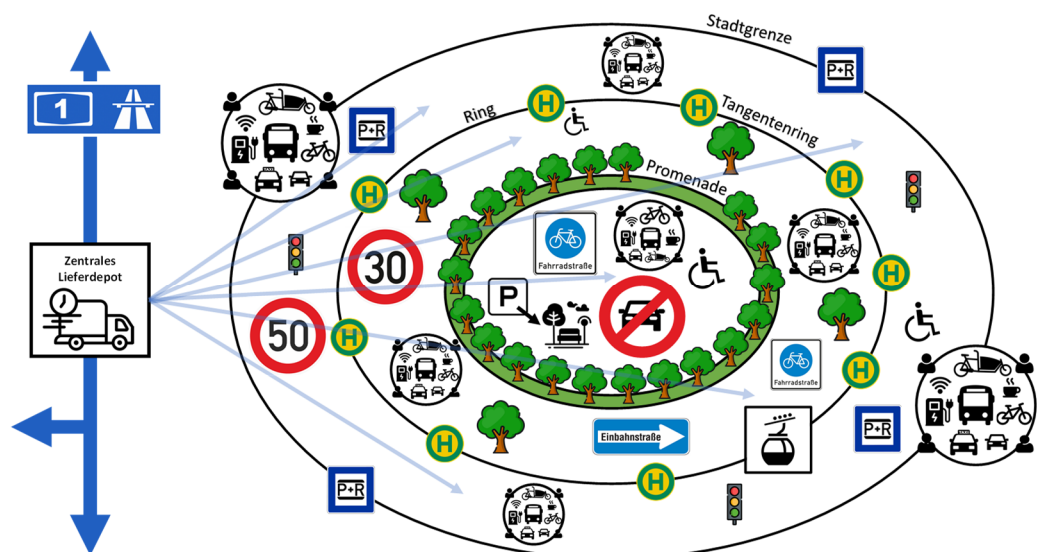 Stadtgrenze
P+R
1
H
H
Ring
Tangentenring
P+R
Promenade
H
H
Fahrradstraße
Zentrales
Lieferdepot
30
H
P
50
H
Fahrradstraße
H
P+R
Einbahnstraße
H
H
P+R